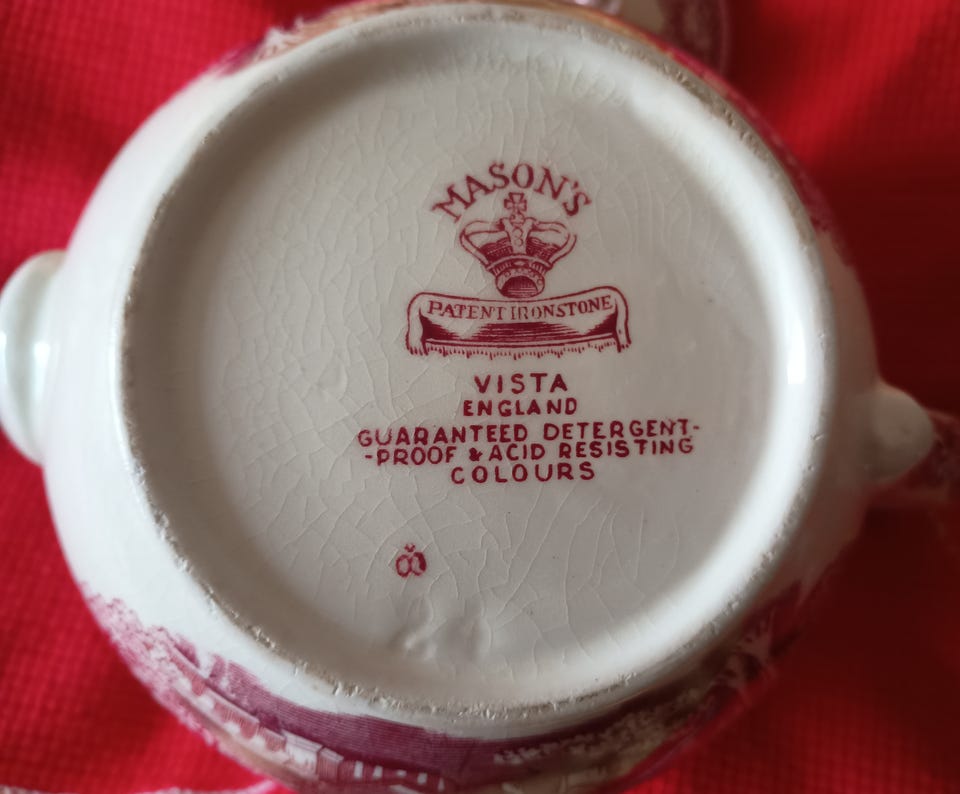 MASON'S
PATENT IRONSTONE
VISTA
ENGLAND
GUARANTEED DETERGENT-
-PROOF & ACID RESISTING
COLOURS